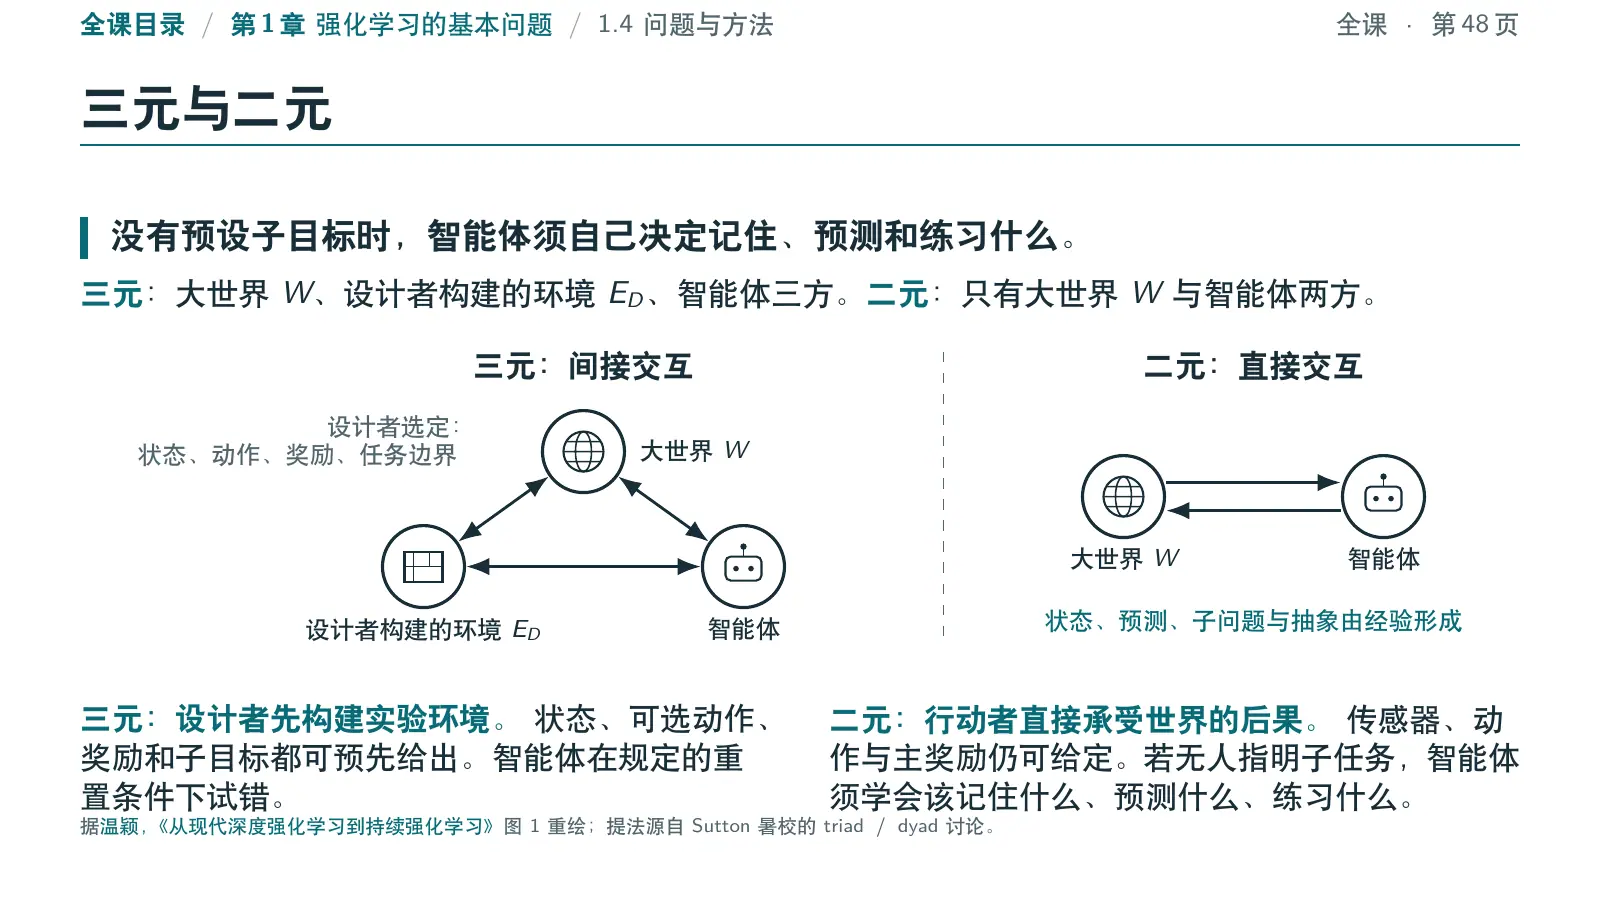 全课目录 / 第1章 强化学习的基本问题 / 1.4 问题与方法
全课 · 第48页
三元与二元
没有预设子目标时，智能体须自己决定记住、预测和练习什么。
三元：大世界 W、设计者构建的环境 E_D、智能体三方。二元：只有大世界 W 与智能体两方。
三元：间接交互
设计者选定：
状态、动作、奖励、任务边界
大世界 W
设计者构建的环境 E_D
智能体
二元：直接交互
大世界 W
智能体
状态、预测、子问题与抽象由经验形成
三元：设计者先构建实验环境。 状态、可选动作、
奖励和子目标都可预先给出。智能体在规定的重
置条件下试错。
二元：行动者直接承受世界的后果。 传感器、动
作与主奖励仍可给定。若无人指明子任务，智能体
须学会该记住什么、预测什么、练习什么。
据温颖，《从现代深度强化学习到持续强化学习》图 1 重绘；提法源自 Sutton 暑校的 triad / dyad 讨论。